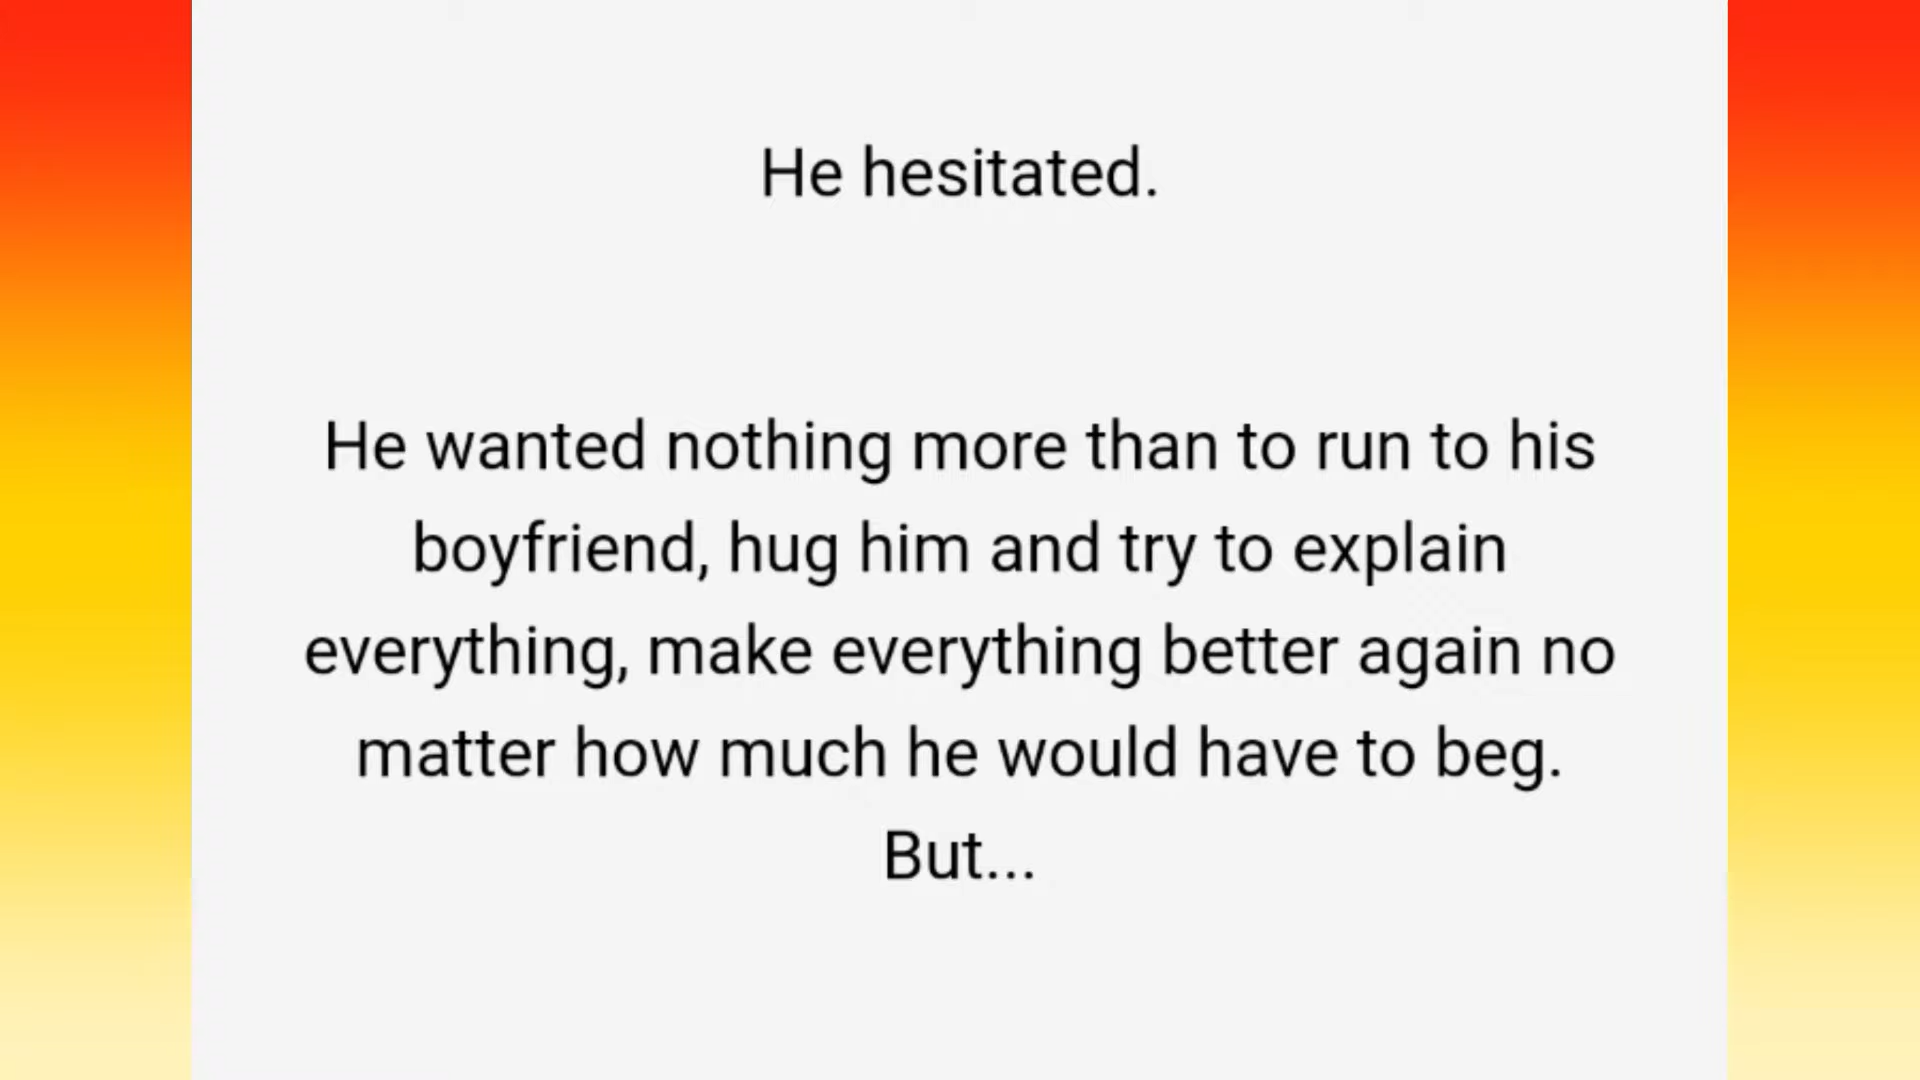 He hesitated.
He wanted nothing more than to run to his
boyfriend, hug him and try to explain
everything, make everything better again no
matter how much he would have to beg.
But...